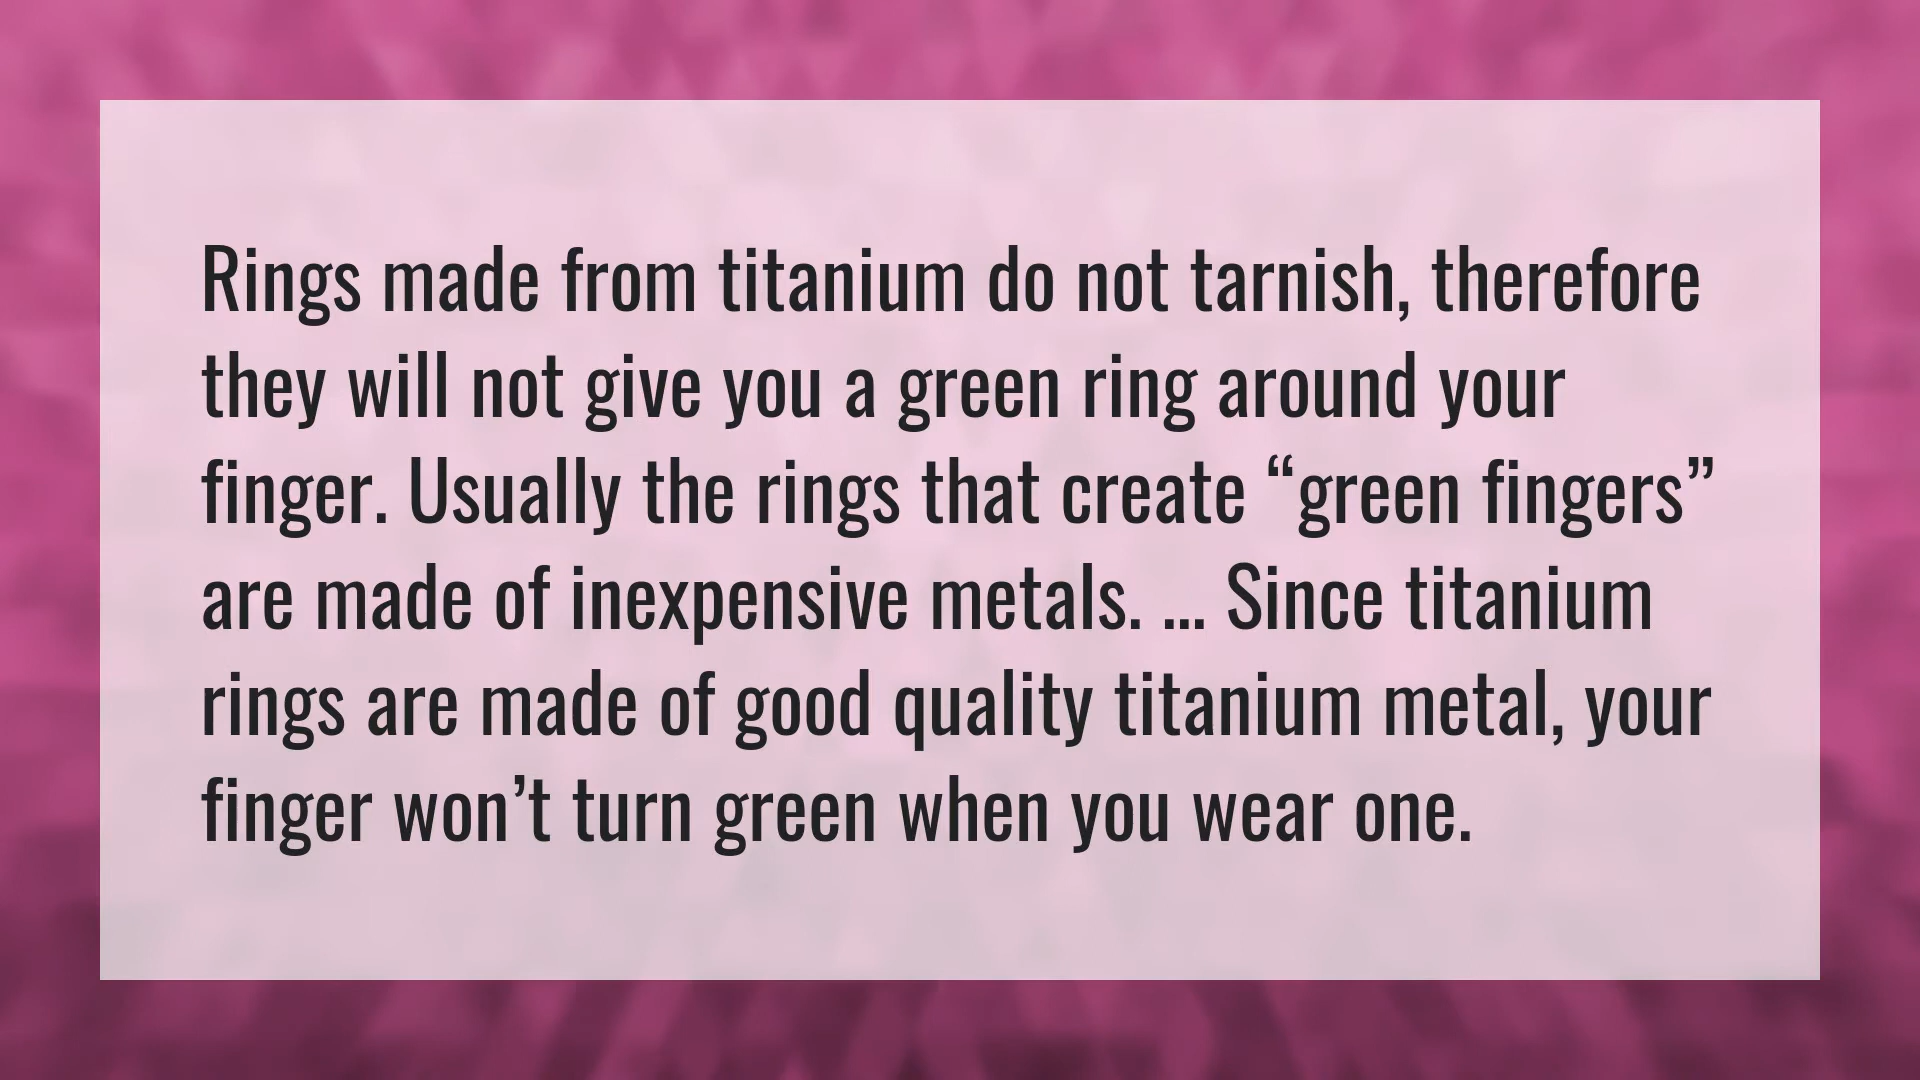 Rings made from titanium do not tarnish, therefore
they will not give you a green ring around your
finger. Usually the rings that create “green fingers”
are made of inexpensive metals. ... Since titanium
rings are made of good quality titanium metal, your
finger won’t turn green when you wear one.